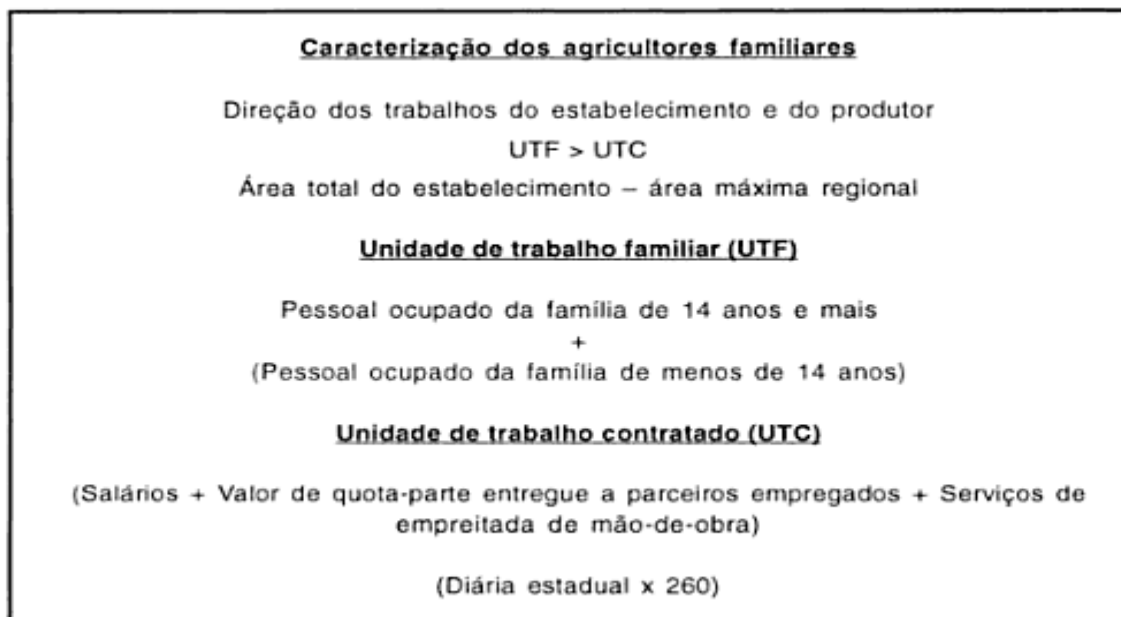 Caracterização dos agricultores familiares
Direção dos trabalhos do estabelecimento e do produtor
UTF > UTC
Área total do estabelecimento – área máxima regional
Unidade de trabalho familiar (UTF)
Pessoal ocupado da família de 14 anos e mais
+
(Pessoal ocupado da família de menos de 14 anos)
Unidade de trabalho contratado (UTC)
(Salários + Valor de quota-parte entregue a parceiros empregados + Serviços de
empreitada de mão-de-obra)
(Diária estadual x 260)